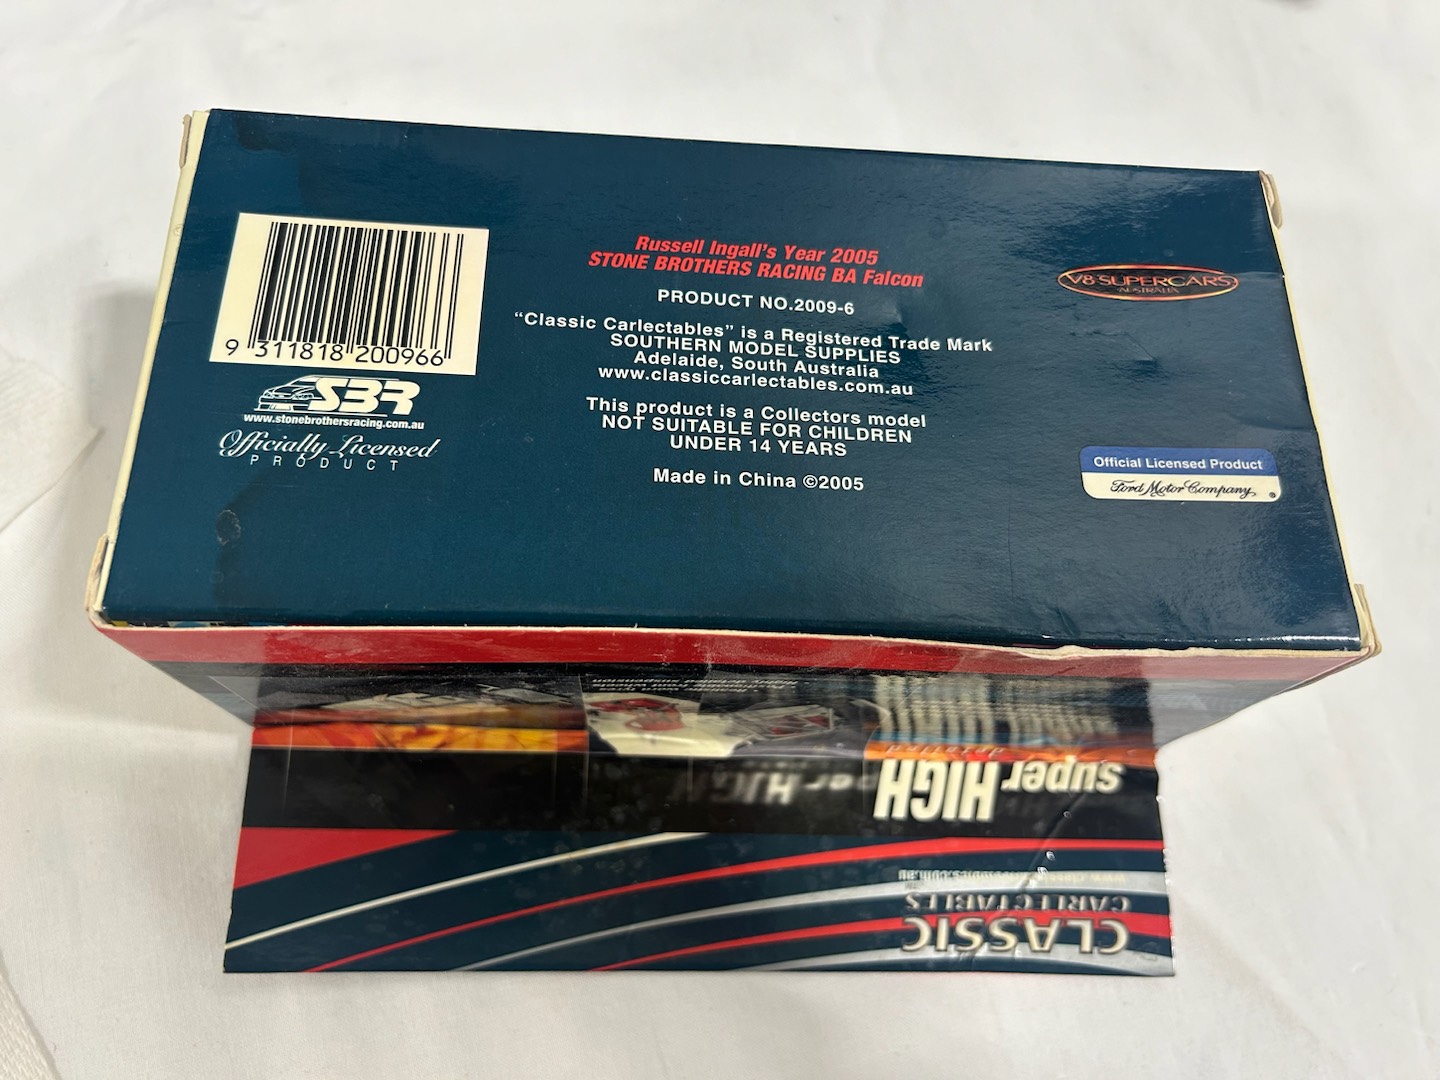 Russell Ingall's Year 2005
STONE BROTHERS RACING BA Falcon
PRODUCT NO.2009-6
"Classic Carlectables" is a Registered Trade Mark
SOUTHERN MODEL SUPPLIES
Adelaide, South Australia
www.classiccarlectables.com.au
This product is a Collectors model
NOT SUITABLE FOR CHILDREN
UNDER 14 YEARS
Made in China ©2005
9 311818 200966
SBR
www.stonebrothersracing.com.au
Officially Licensed
PRODUCT
V8 SUPERCARS
AUSTRALIA
Official Licensed Product
Ford Motor Company
super HIGH
detailed
CLASSIC
CARLECTABLES